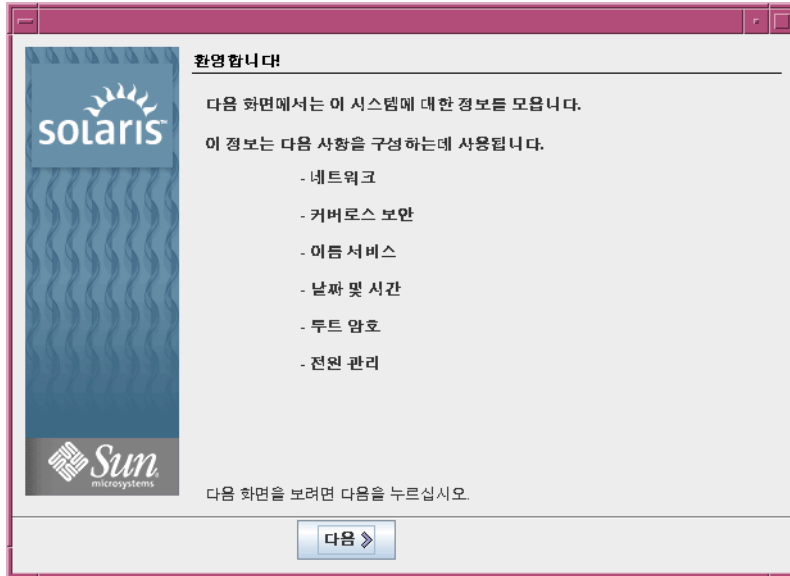 환영합니다!
다음 화면에서는 이 시스템에 대한 정보를 모읍니다.
이 정보는 다음 사항을 구성하는데 사용됩니다.
- 네트워크
- 커버로스 보안
- 이름 서비스
- 날짜 및 시간
- 루트 암호
- 전원 관리
다음 화면을 보려면 다음을 누르십시오.
다음
solaris™
Sun
microsystems